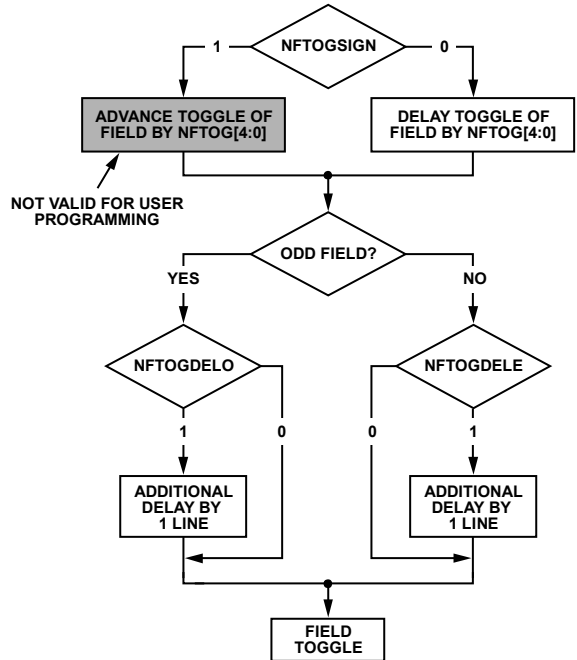 NFTOGSIGN
1
0
ADVANCE TOGGLE OF
FIELD BY NFTOG[4:0]
DELAY TOGGLE OF
FIELD BY NFTOG[4:0]
NOT VALID FOR USER
PROGRAMMING
ODD FIELD?
YES
NO
NFTOGDELO
NFTOGDELE
1
0
0
1
ADDITIONAL
DELAY BY
1 LINE
ADDITIONAL
DELAY BY
1 LINE
FIELD
TOGGLE